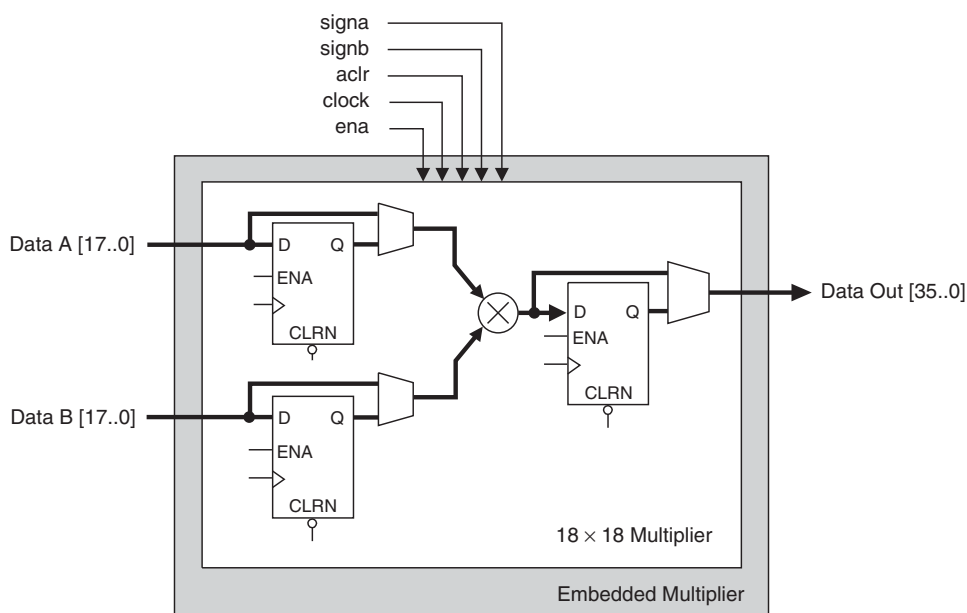 signa
signb
aclr
clock
ena
Data A [17..0]
D Q
ENA
CLRN
Data Out [35..0]
D Q
ENA
CLRN
Data B [17..0]
D Q
ENA
CLRN
18 × 18 Multiplier
Embedded Multiplier